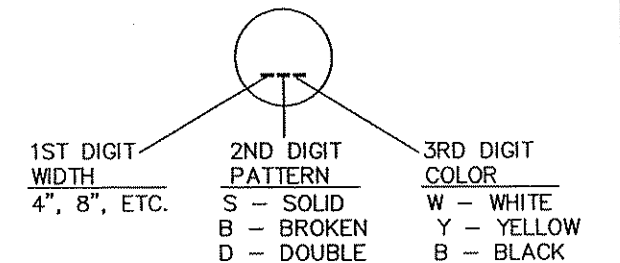 1ST DIGIT 2ND DIGIT 3RD DIGIT
WIDTH PATTERN COLOR
4", 8", ETC. S – SOLID W – WHITE
B – BROKEN Y – YELLOW
D – DOUBLE B – BLACK